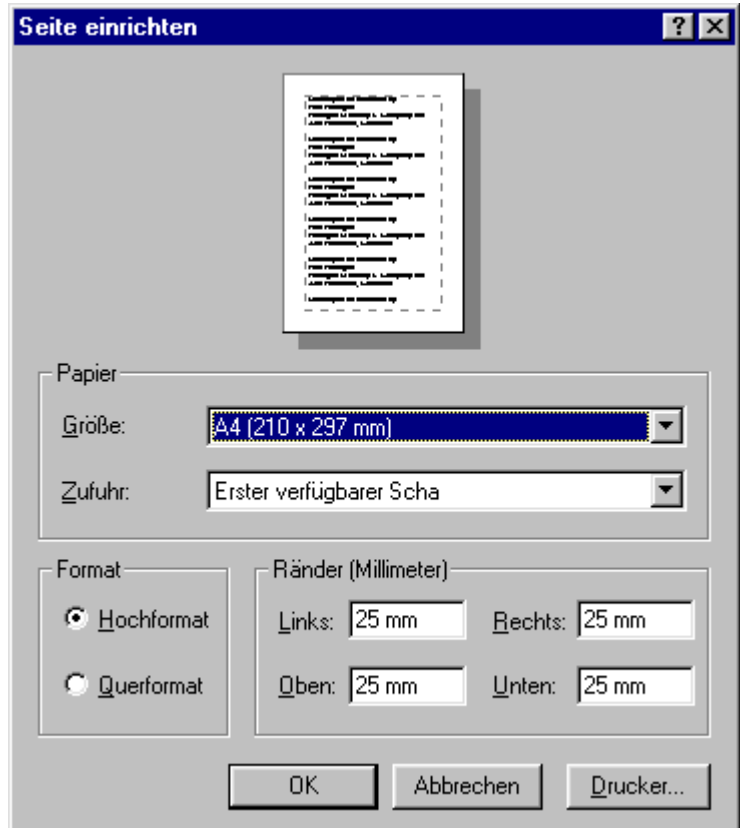 Seite einrichten
Papier
Größe: A4 (210 x 297 mm)
Zufuhr: Erster verfügbarer Scha
Format
Hochformat
Querformat
Ränder (Millimeter)
Links: 25 mm Rechts: 25 mm
Oben: 25 mm Unten: 25 mm
OK Abbrechen Drucker...